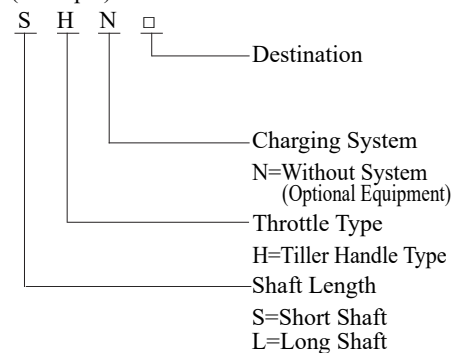 S H N □
Destination
Charging System
N=Without System
(Optional Equipment)
Throttle Type
H=Tiller Handle Type
Shaft Length
S=Short Shaft
L=Long Shaft